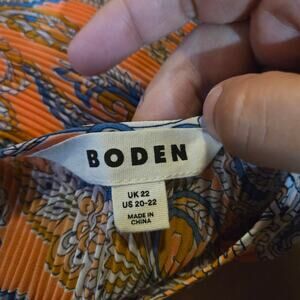 BODEN
UK 22
US 20-22
MADE IN
CHINA